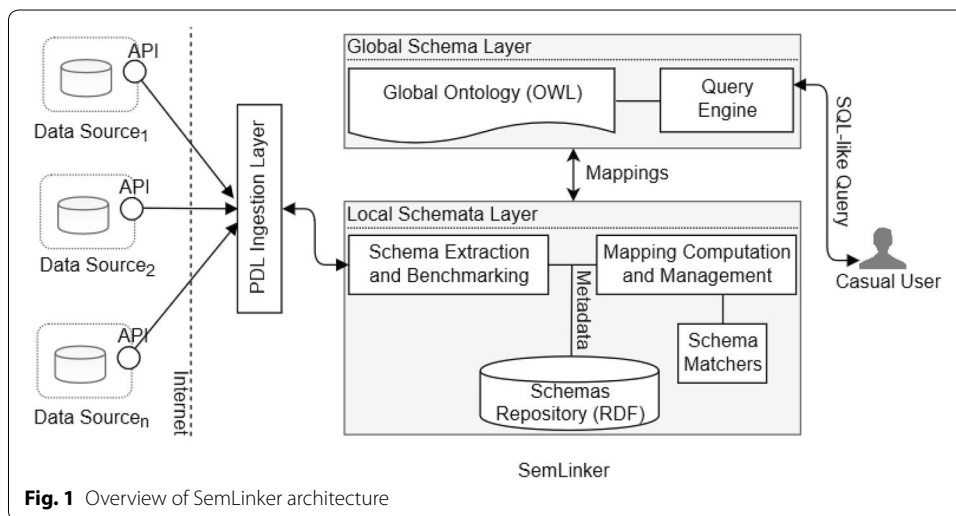 API
Data Source1
API
Data Source2
API
Data Sourcen
Internet
PDL Ingestion Layer
Global Schema Layer
Global Ontology (OWL)
Query
Engine
Mappings
Local Schemata Layer
Schema Extraction
and Benchmarking
Mapping Computation
and Management
Metadata
Schema
Matchers
Schemas
Repository (RDF)
SQL-like Query
Casual User
SemLinker
Fig. 1 Overview of SemLinker architecture